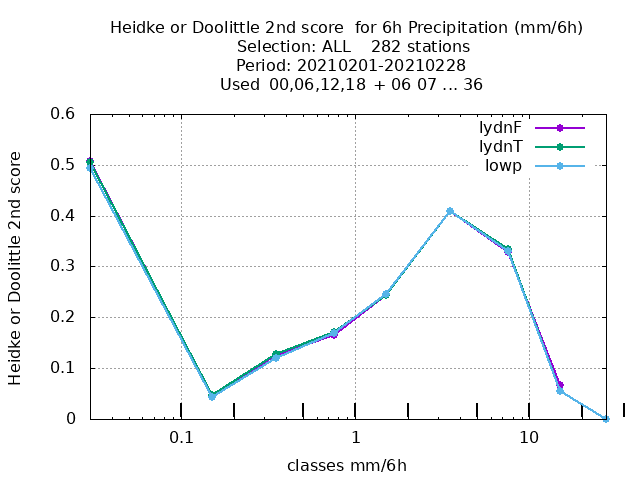 Heidke or Doolittle 2nd score  for 6h Precipitation (mm/6h)
Selection: ALL    282 stations
Period: 20210201-20210228
Used  00,06,12,18  + 06 07 ... 36
lydnF
lydnT
lowp
Heidke or Doolittle 2nd score
0.6
0.5
0.4
0.3
0.2
0.1
0
0.1
1
10
classes mm/6h